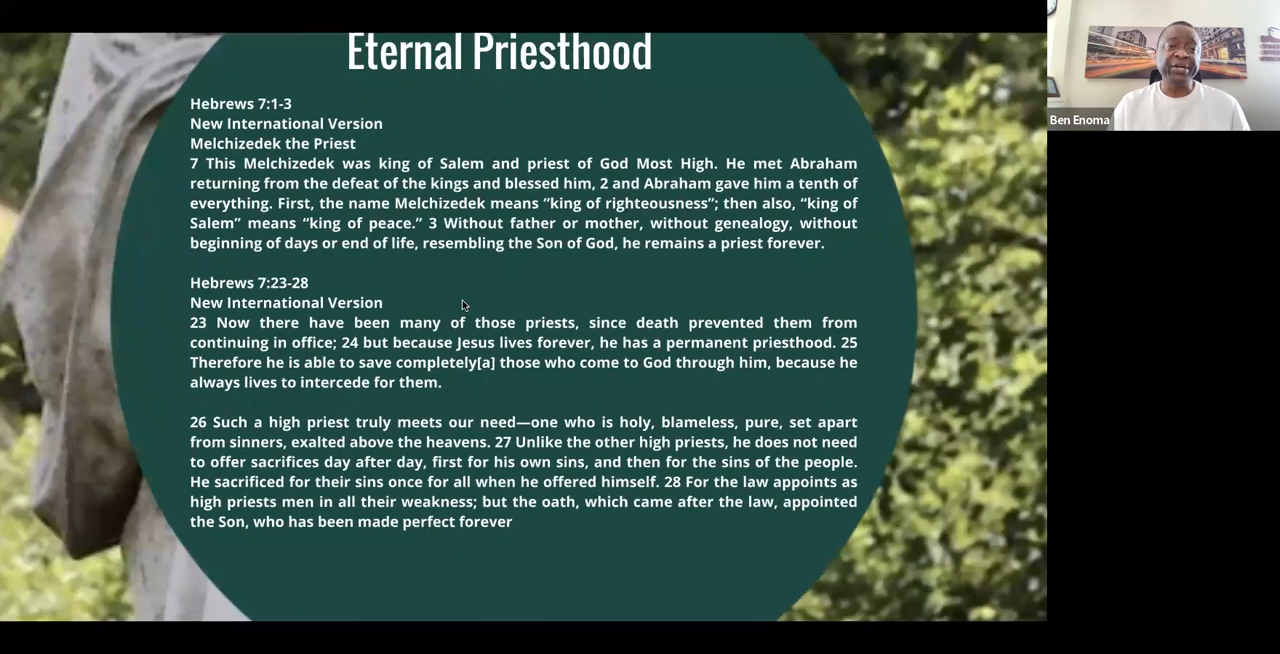 Eternal Priesthood
Hebrews 7:1-3
New International Version
Melchizedek the Priest
7 This Melchizedek was king of Salem and priest of God Most High. He met Abraham
returning from the defeat of the kings and blessed him, 2 and Abraham gave him a tenth of
everything. First, the name Melchizedek means “king of righteousness”; then also, “king of
Salem” means “king of peace.” 3 Without father or mother, without genealogy, without
beginning of days or end of life, resembling the Son of God, he remains a priest forever.
Hebrews 7:23-28
New International Version
23 Now there have been many of those priests, since death prevented them from
continuing in office; 24 but because Jesus lives forever, he has a permanent priesthood. 25
Therefore he is able to save completely[a] those who come to God through him, because he
always lives to intercede for them.
26 Such a high priest truly meets our need—one who is holy, blameless, pure, set apart
from sinners, exalted above the heavens. 27 Unlike the other high priests, he does not need
to offer sacrifices day after day, first for his own sins, and then for the sins of the people.
He sacrificed for their sins once for all when he offered himself. 28 For the law appoints as
high priests men in all their weakness; but the oath, which came after the law, appointed
the Son, who has been made perfect forever
Ben Enoma